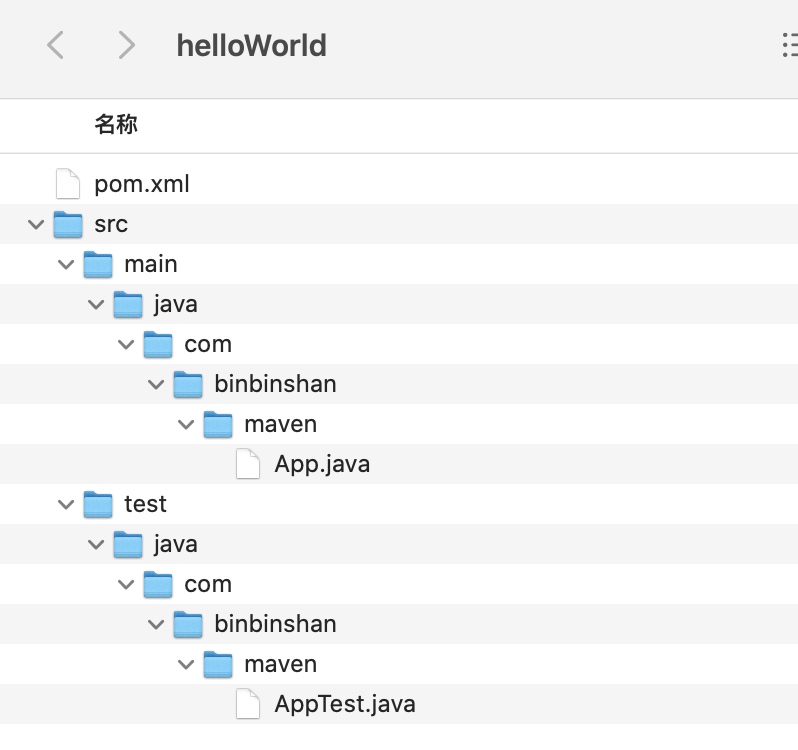 helloWorld
名称
pom.xml
src
main
java
com
binbinshan
maven
App.java
test
java
com
binbinshan
maven
AppTest.java